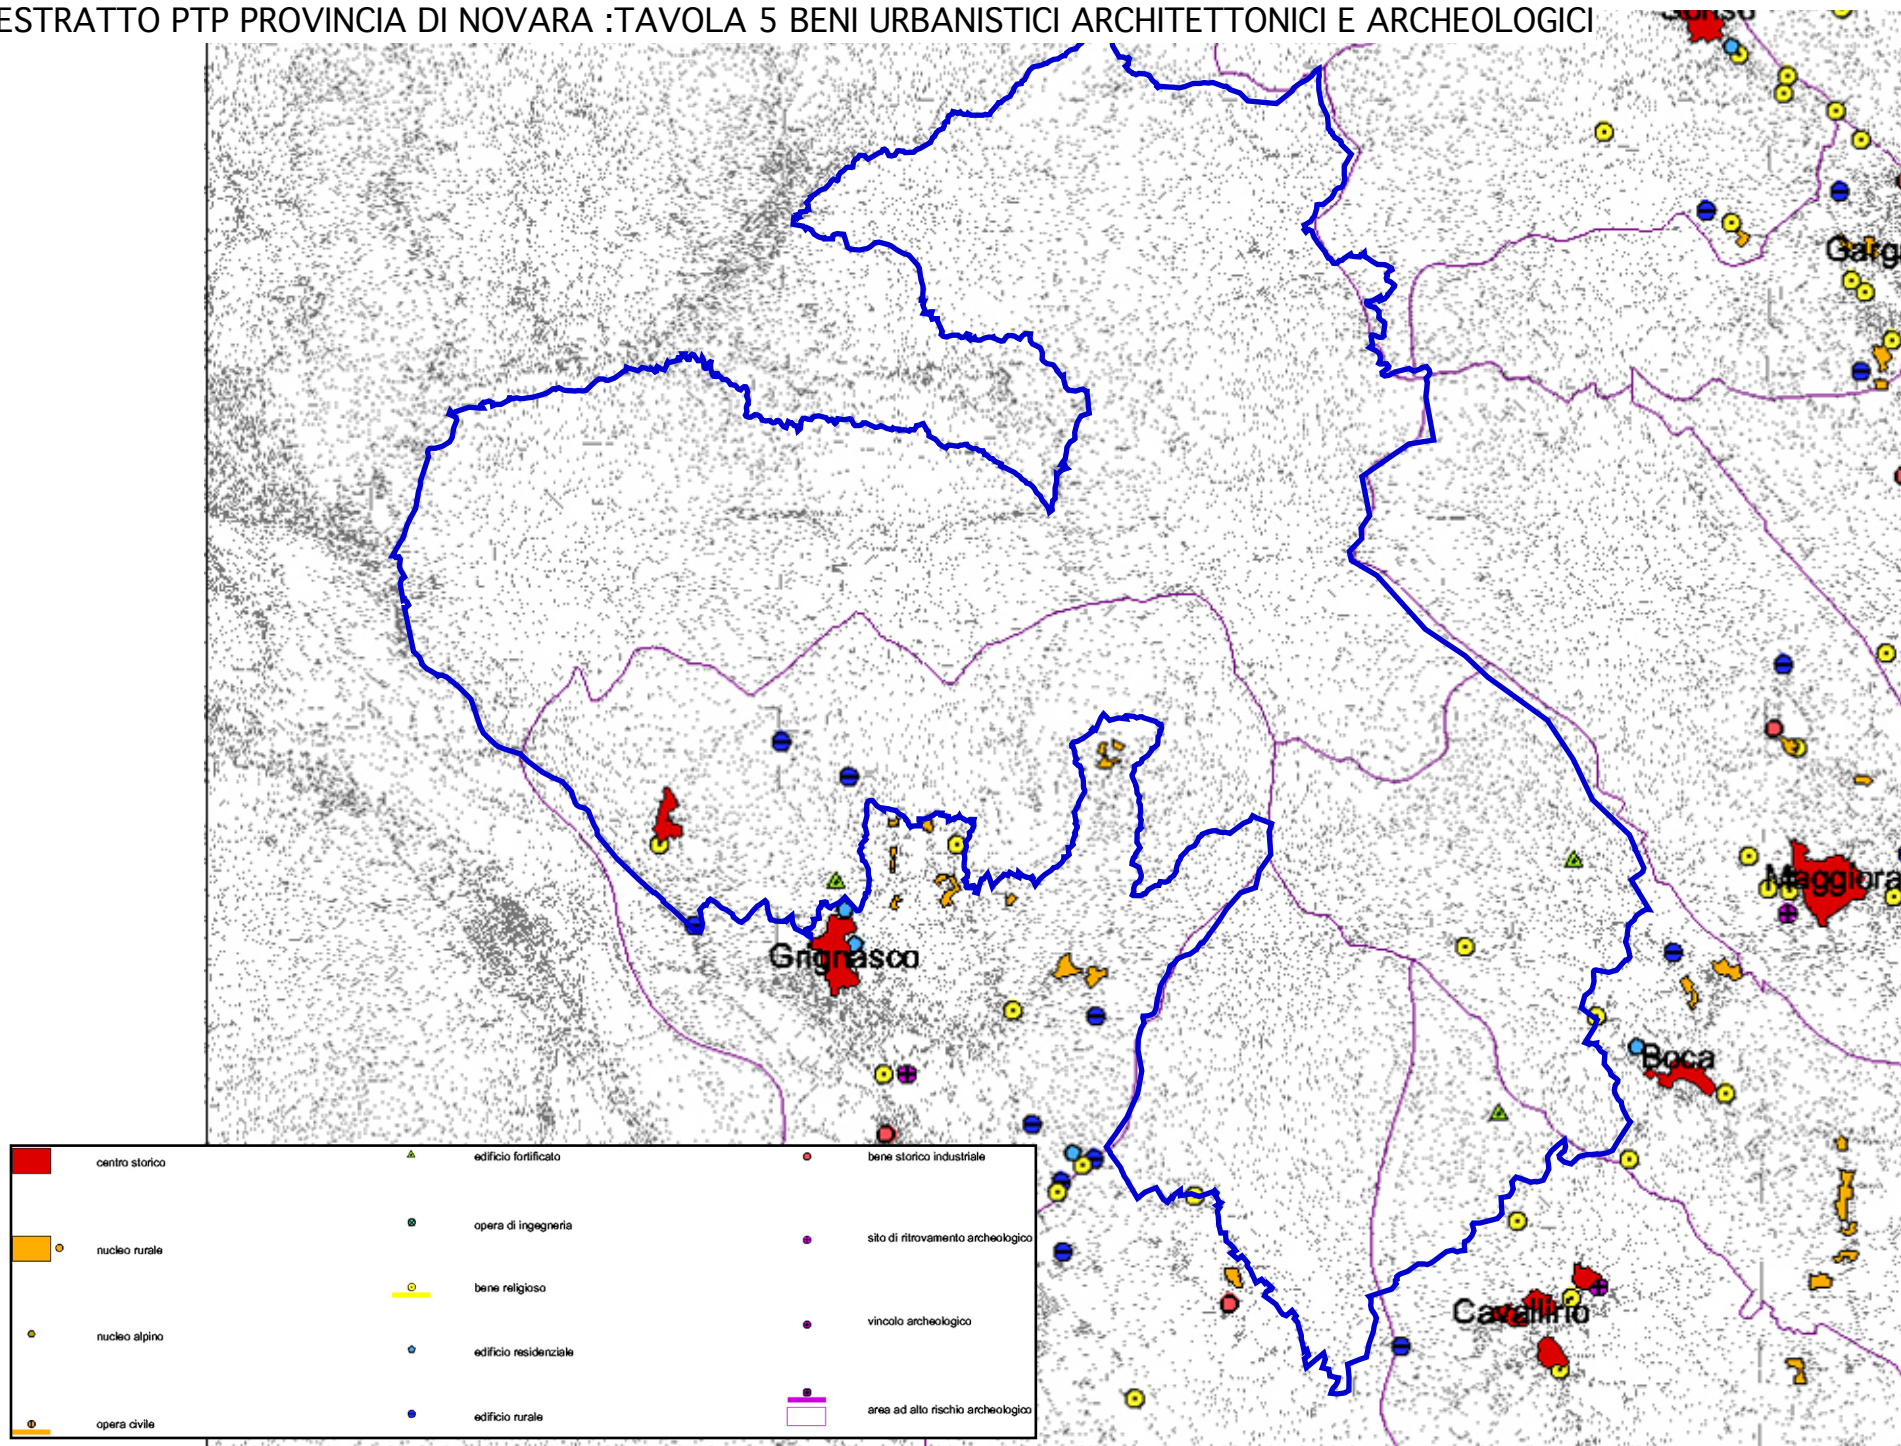 ESTRATTO PTP PROVINCIA DI NOVARA :TAVOLA 5 BENI URBANISTICI ARCHITETTONICI E ARCHEOLOGICI
Garga
Maggiora
Grignasco
Boca
Cavallirio
centro storico
edificio fortificato
bene storico industriale
opera di ingegneria
sito di ritrovamento archeologico
nucleo rurale
bene religioso
vincolo archeologico
nucleo alpino
edificio residenziale
area ad alto rischio archeologico
edificio rurale
opera civile